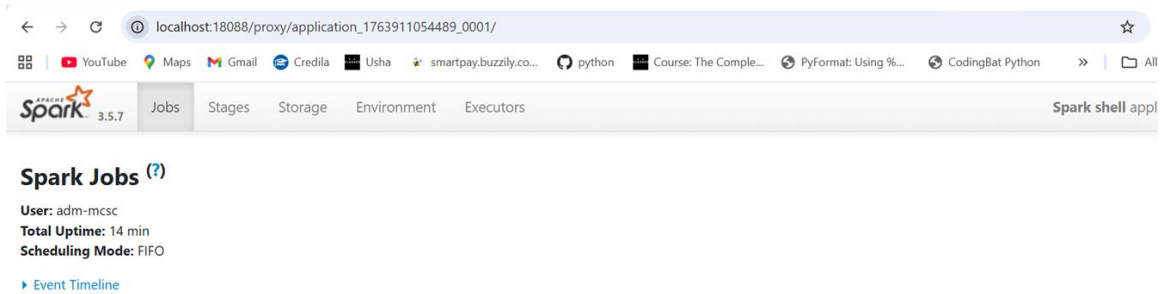 localhost:18088/proxy/application_1763911054489_0001/
YouTube Maps Gmail Credila Usha smartpay.buzzily.co... python Course: The Comple... PyFormat: Using %... CodingBat Python » All
APACHE Spark 3.5.7 Jobs Stages Storage Environment Executors Spark shell appl
Spark Jobs (?)
User: adm-mcsc
Total Uptime: 14 min
Scheduling Mode: FIFO
Event Timeline